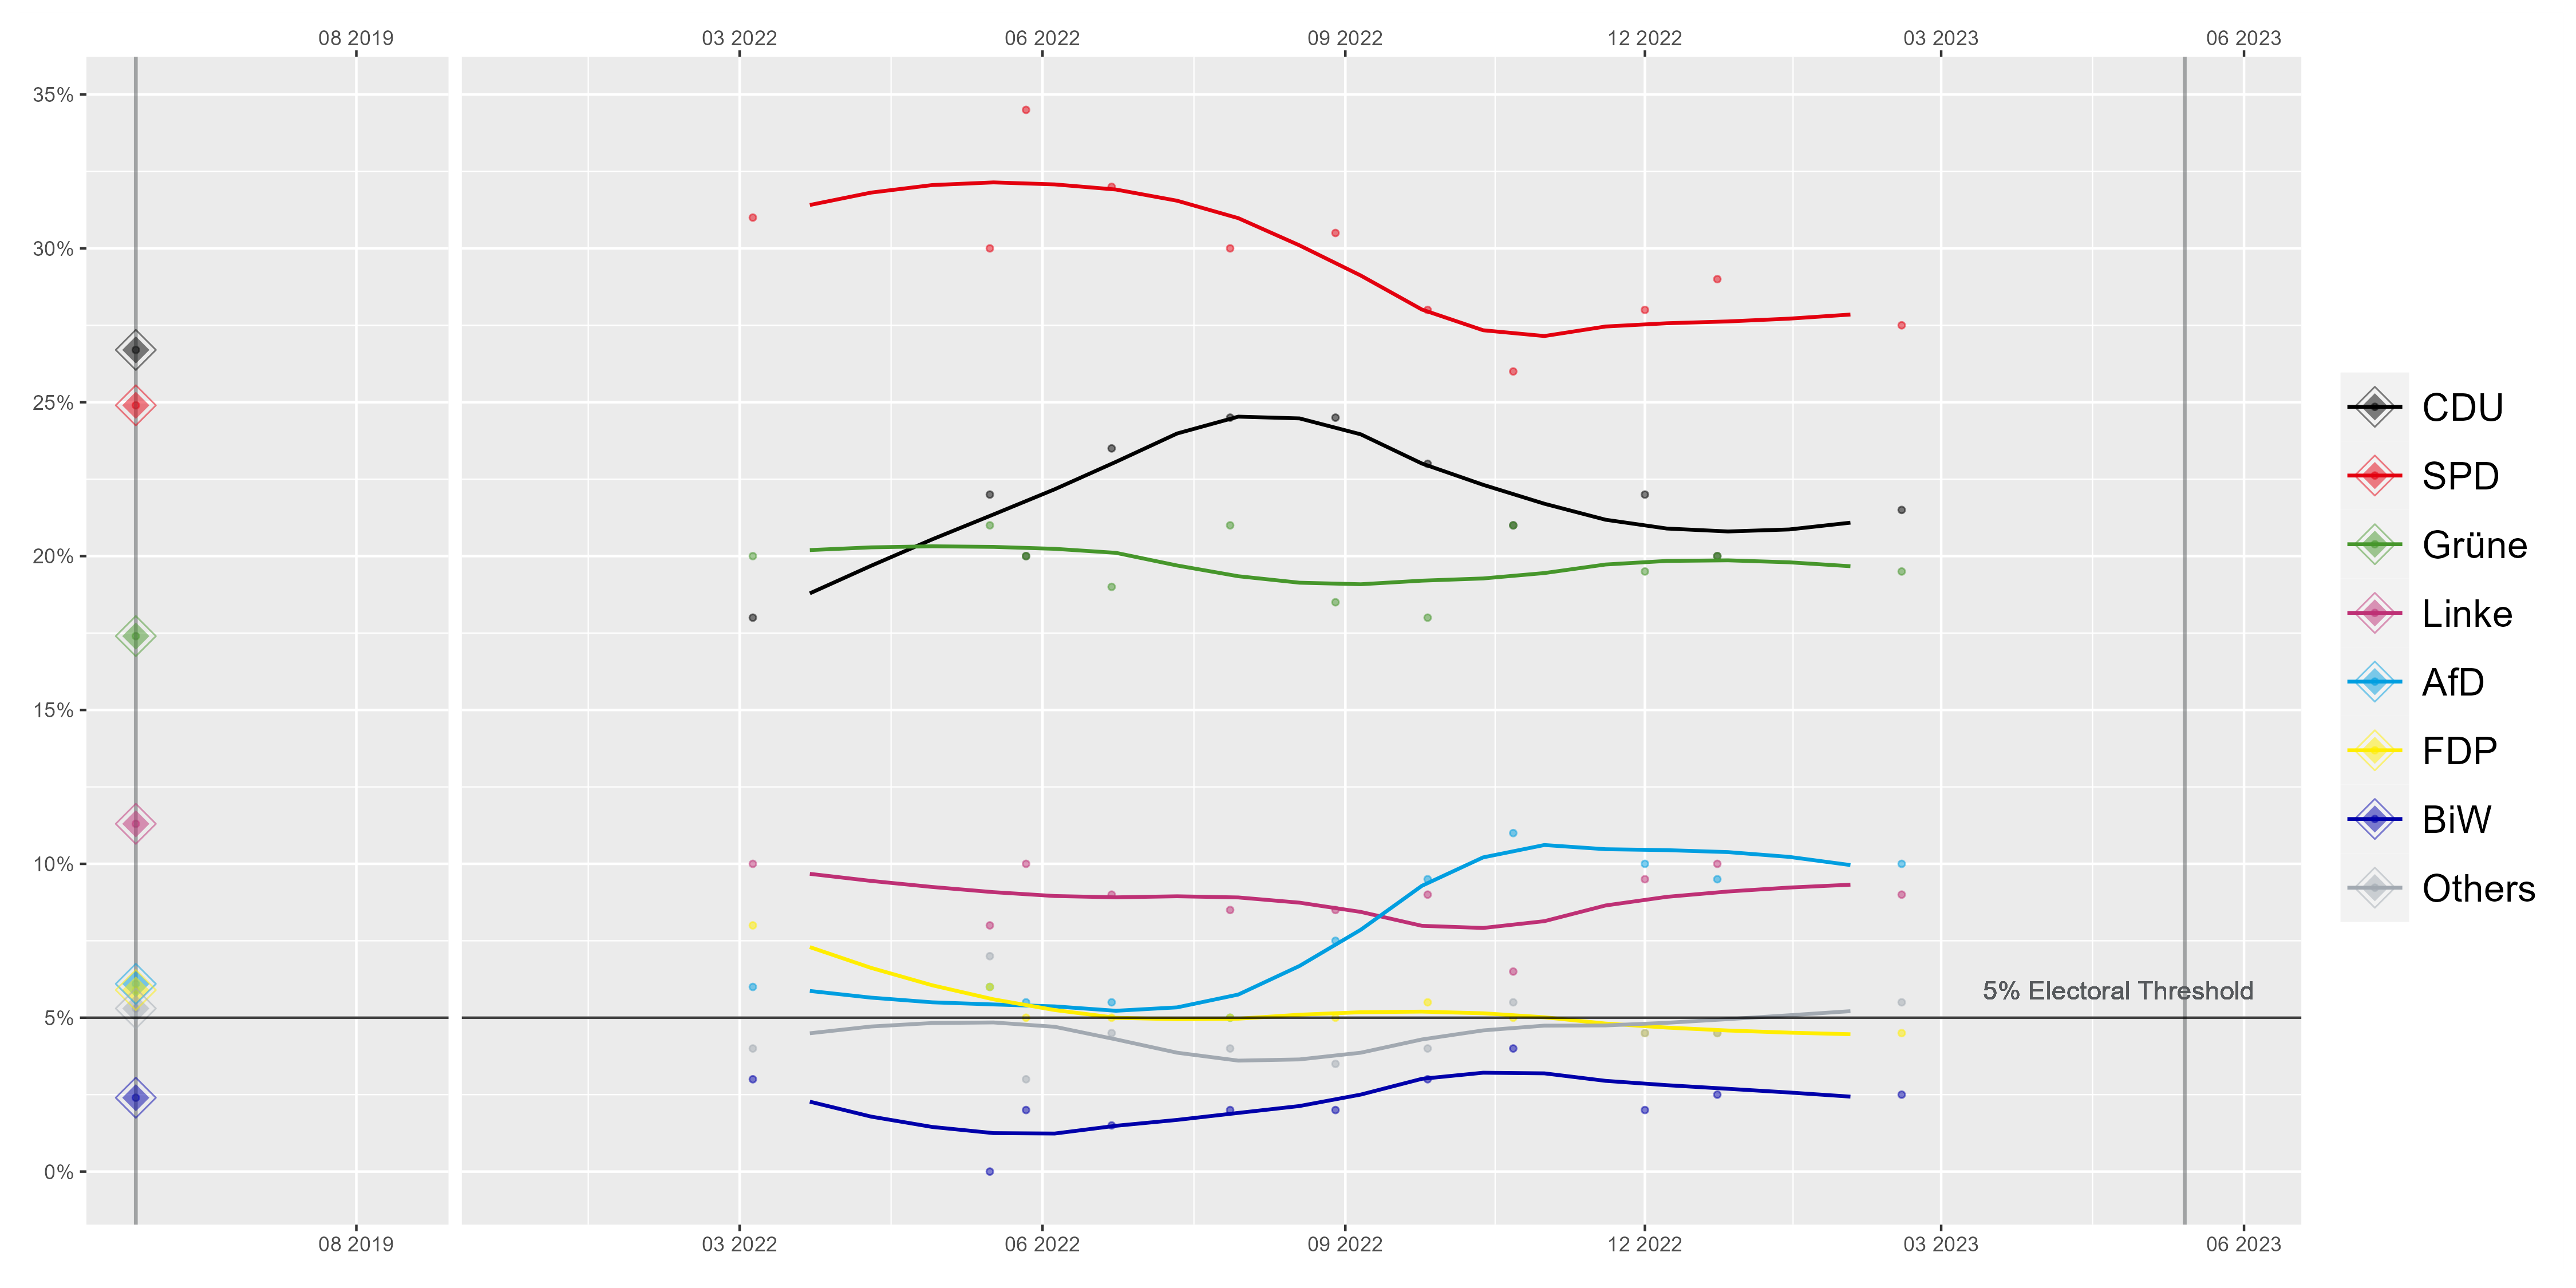 08 2019 03 2022 06 2022 09 2022 12 2022 03 2023 06 2023
35%
30%
25%
20%
15%
10%
5%
0%
5% Electoral Threshold
CDU
SPD
Grüne
Linke
AfD
FDP
BiW
Others
08 2019 03 2022 06 2022 09 2022 12 2022 03 2023 06 2023